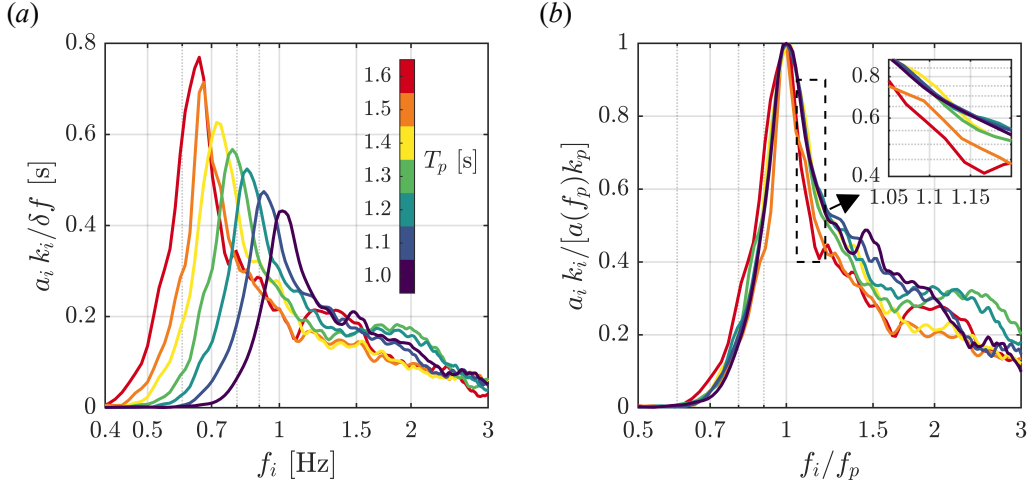 (a)
0.8
0.6
0.4
0.2
0
a_i k_i/δf [s]
0.4 0.5 0.7 1 1.5 2 3
f_i [Hz]
1.6
1.5
1.4
1.3
1.2
1.1
1.0
T_p [s]
(b)
1
0.8
0.6
0.4
0.2
0
a_i k_i/[a(f_p)k_p]
0.5 0.7 1 1.5 2 3
f_i/f_p
0.8
0.6
0.4
1.05 1.1 1.15